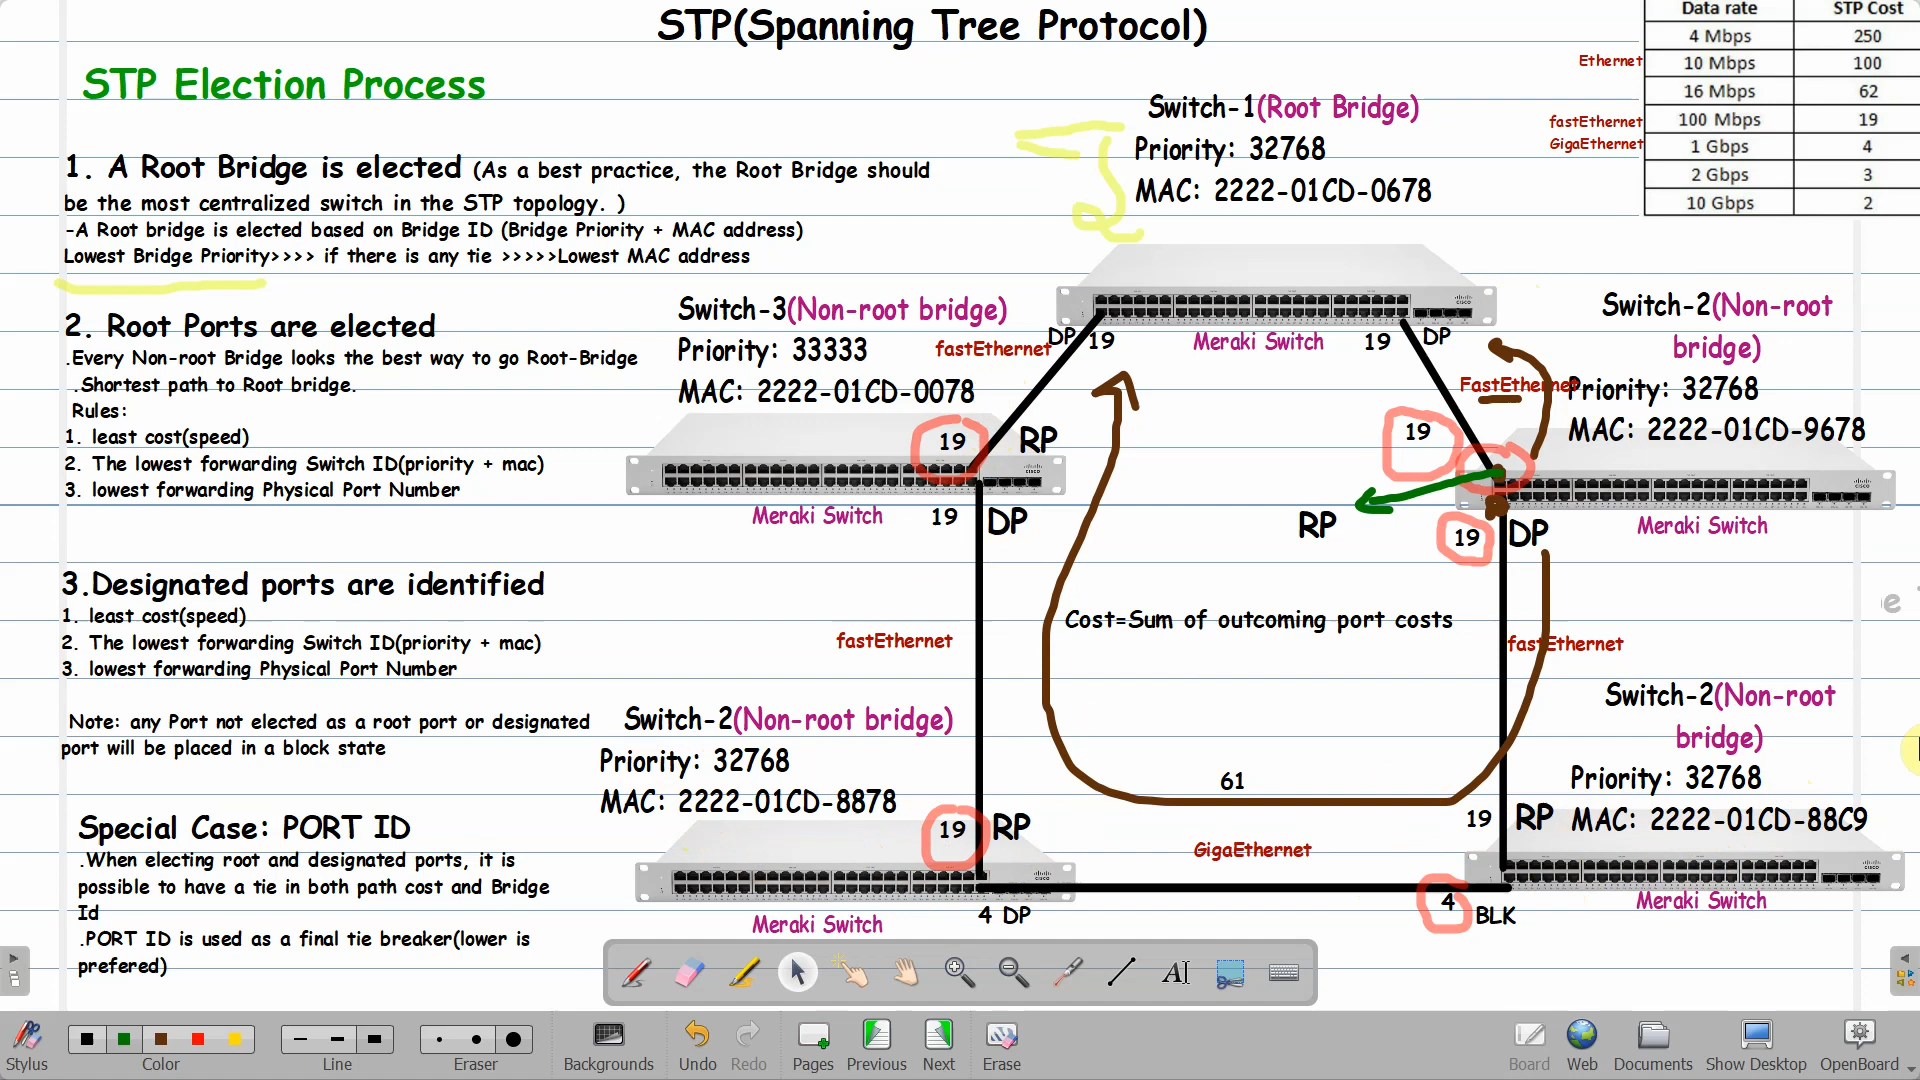 STP(Spanning Tree Protocol)
STP Election Process
1. A Root Bridge is elected (As a best practice, the Root Bridge should
be the most centralized switch in the STP topology. )
-A Root bridge is elected based on Bridge ID (Bridge Priority + MAC address)
Lowest Bridge Priority>>>> if there is any tie >>>>>Lowest MAC address
2. Root Ports are elected
.Every Non-root Bridge looks the best way to go Root-Bridge
.Shortest path to Root bridge.
Rules:
1. least cost(speed)
2. The lowest forwarding Switch ID(priority + mac)
3. lowest forwarding Physical Port Number
3.Designated ports are identified
1. least cost(speed)
2. The lowest forwarding Switch ID(priority + mac)
3. lowest forwarding Physical Port Number
Note: any Port not elected as a root port or designated
port will be placed in a block state
Special Case: PORT ID
.When electing root and designated ports, it is
possible to have a tie in both path cost and Bridge
Id
.PORT ID is used as a final tie breaker(lower is
prefered)
Data rate STP Cost
4 Mbps 250
Ethernet 10 Mbps 100
16 Mbps 62
fastEthernet 100 Mbps 19
GigaEthernet 1 Gbps 4
2 Gbps 3
10 Gbps 2
Switch-1(Root Bridge)
Priority: 32768
MAC: 2222-01CD-0678
DP 19 Meraki Switch 19 DP
Switch-3(Non-root bridge)
Priority: 33333
MAC: 2222-01CD-0078
fastEthernet
19 RP
Meraki Switch
19 DP
Switch-2(Non-root
bridge)
Priority: 32768
MAC: 2222-01CD-9678
FastEthernet
19
RP
Meraki Switch
19 DP
Cost=Sum of outcoming port costs
fastEthernet
fastEthernet
Switch-2(Non-root bridge)
Priority: 32768
MAC: 2222-01CD-8878
19 RP
Meraki Switch
4 DP
61
GigaEthernet
Switch-2(Non-root
bridge)
Priority: 32768
MAC: 2222-01CD-88C9
19 RP
Meraki Switch
4 BLK
Stylus Color Line Eraser Backgrounds Undo Redo Pages Previous Next Erase Board Web Documents Show Desktop OpenBoard